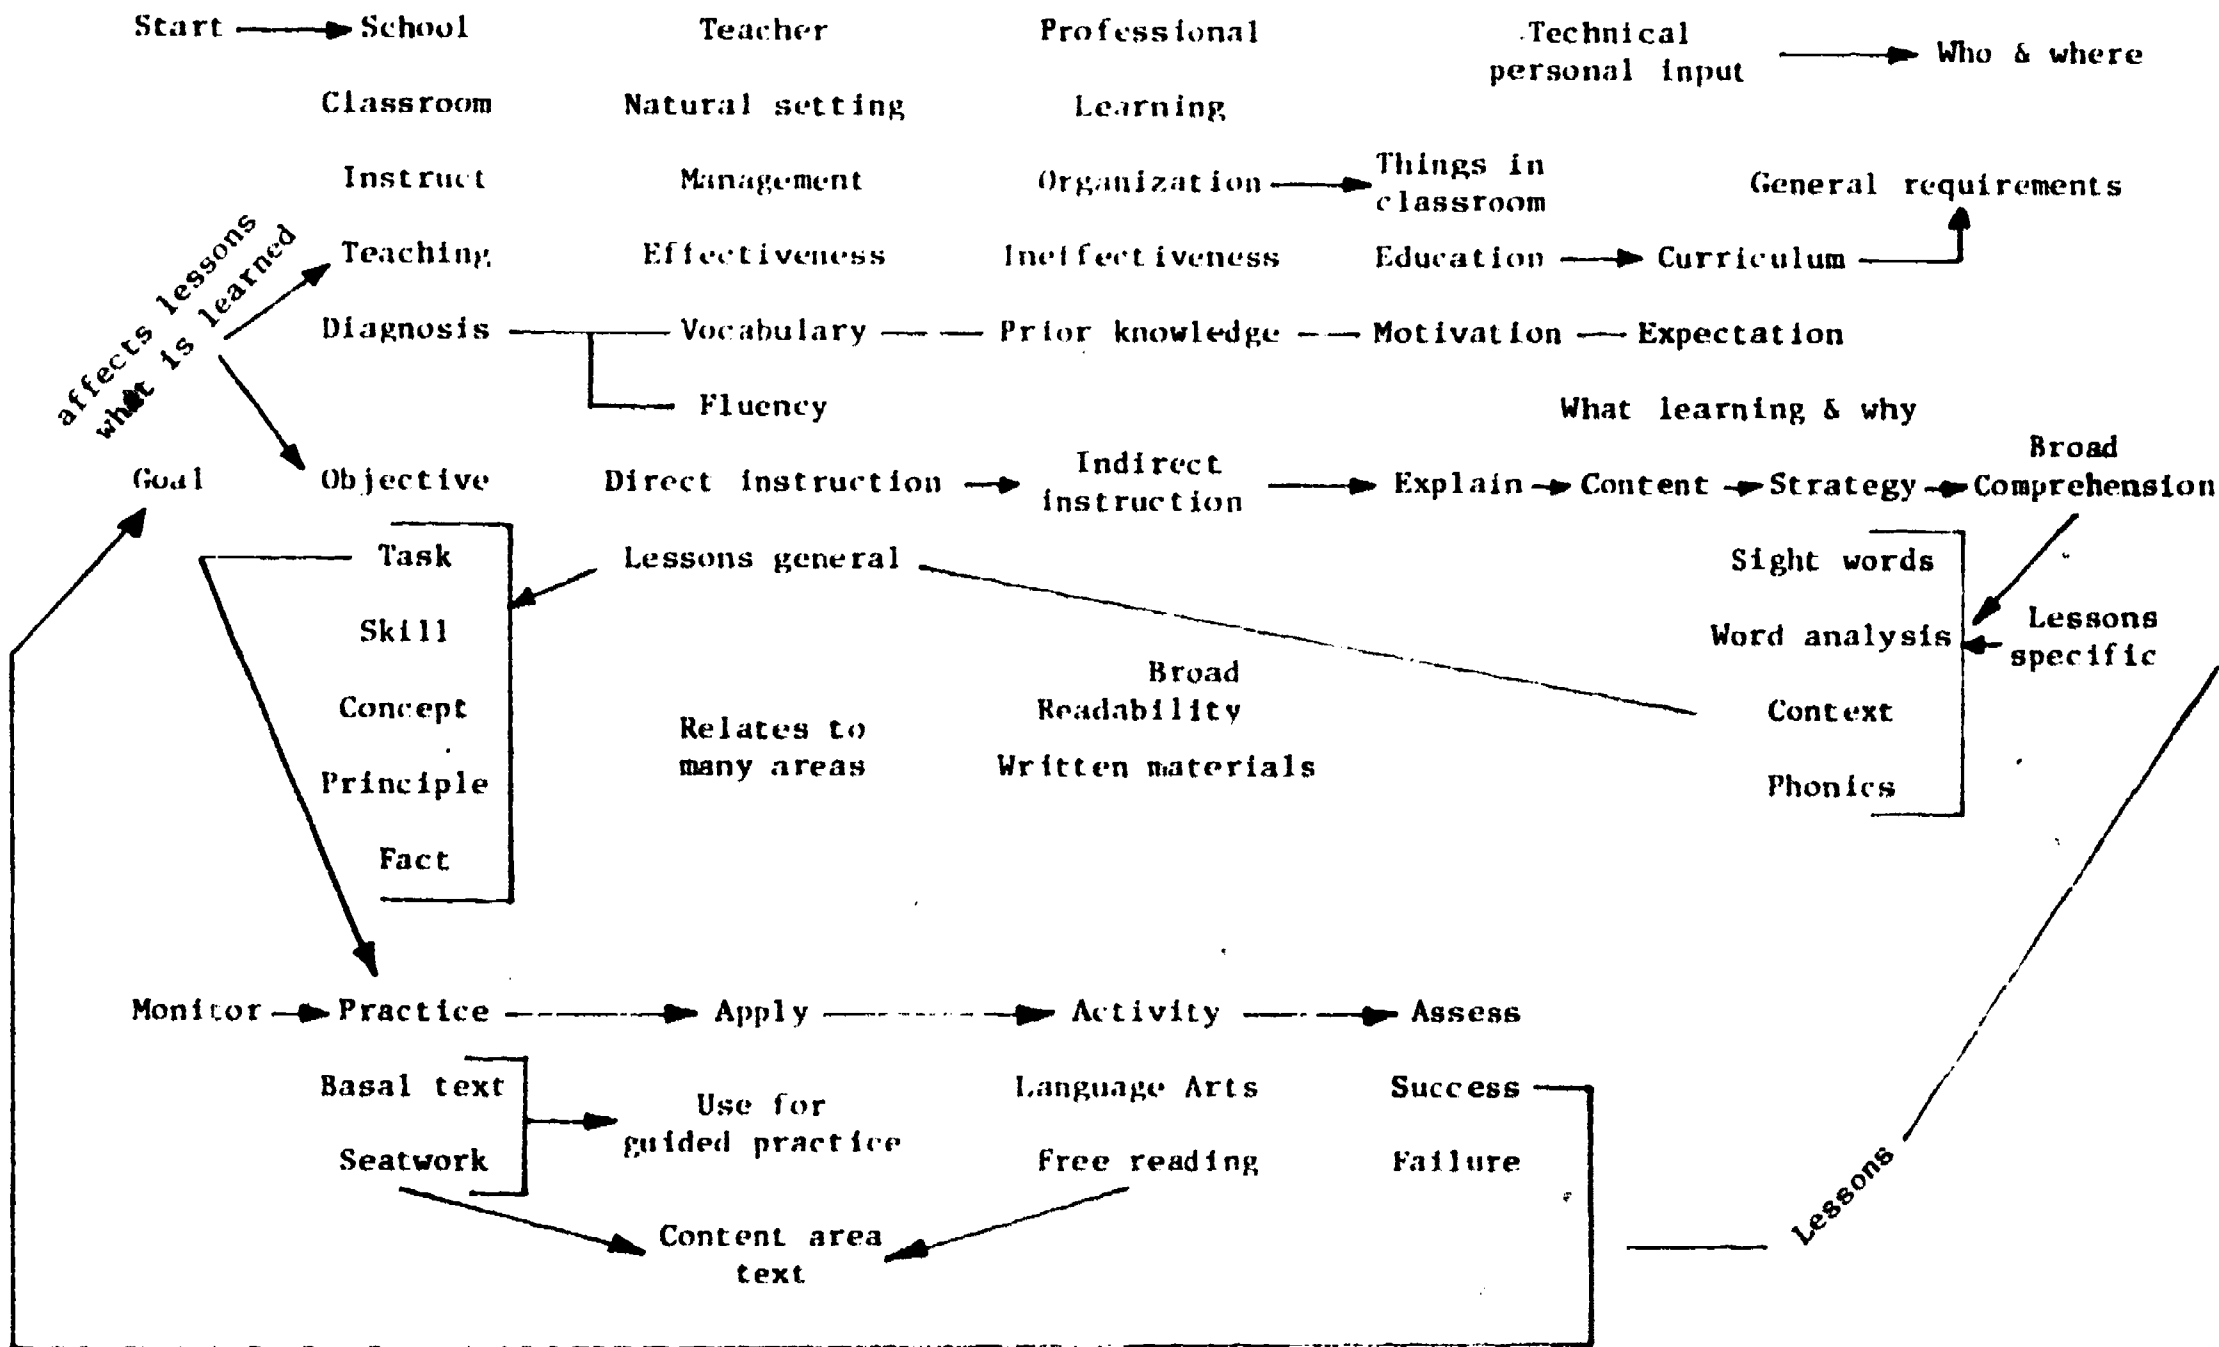 Start School Teacher Professional Technical
personal input Who & where
Classroom Natural setting Learning
Instruct Management Organization Things in
classroom General requirements
affects lessons
what is learned
Teaching Effectiveness Ineffectiveness Education Curriculum
Diagnosis Vocabulary Prior knowledge Motivation Expectation
Fluency What learning & why
Goal Objective Direct instruction Indirect
instruction Explain Content Strategy Broad
Comprehension
Task Lessons general Sight words
Skill Word analysis Lessons
specific
Concept Relates to
many areas Broad
Readability Context
Written materials
Principle Phonics
Fact
Monitor Practice Apply Activity Assess
Basal text Use for
guided practice Language Arts Success
Seatwork Free reading Failure
Content area
text Lessons